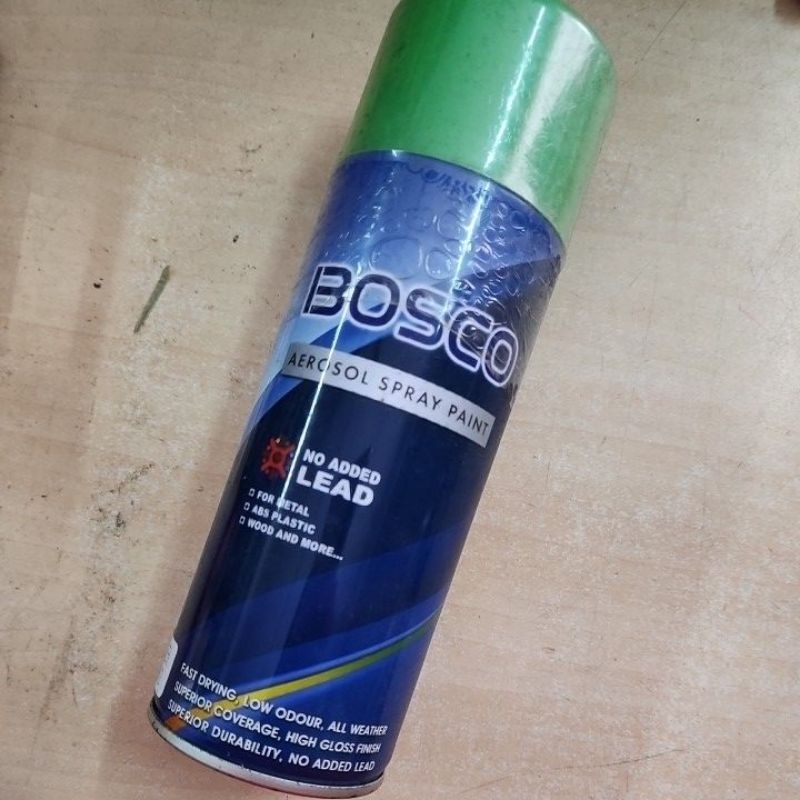 BOSCO
AEROSOL SPRAY PAINT
NO ADDED
LEAD
FOR METAL
ABS PLASTIC
WOOD AND MORE...
FAST DRYING, LOW ODOUR, ALL WEATHER
SUPERIOR COVERAGE, HIGH GLOSS FINISH
SUPERIOR DURABILITY, NO ADDED LEAD